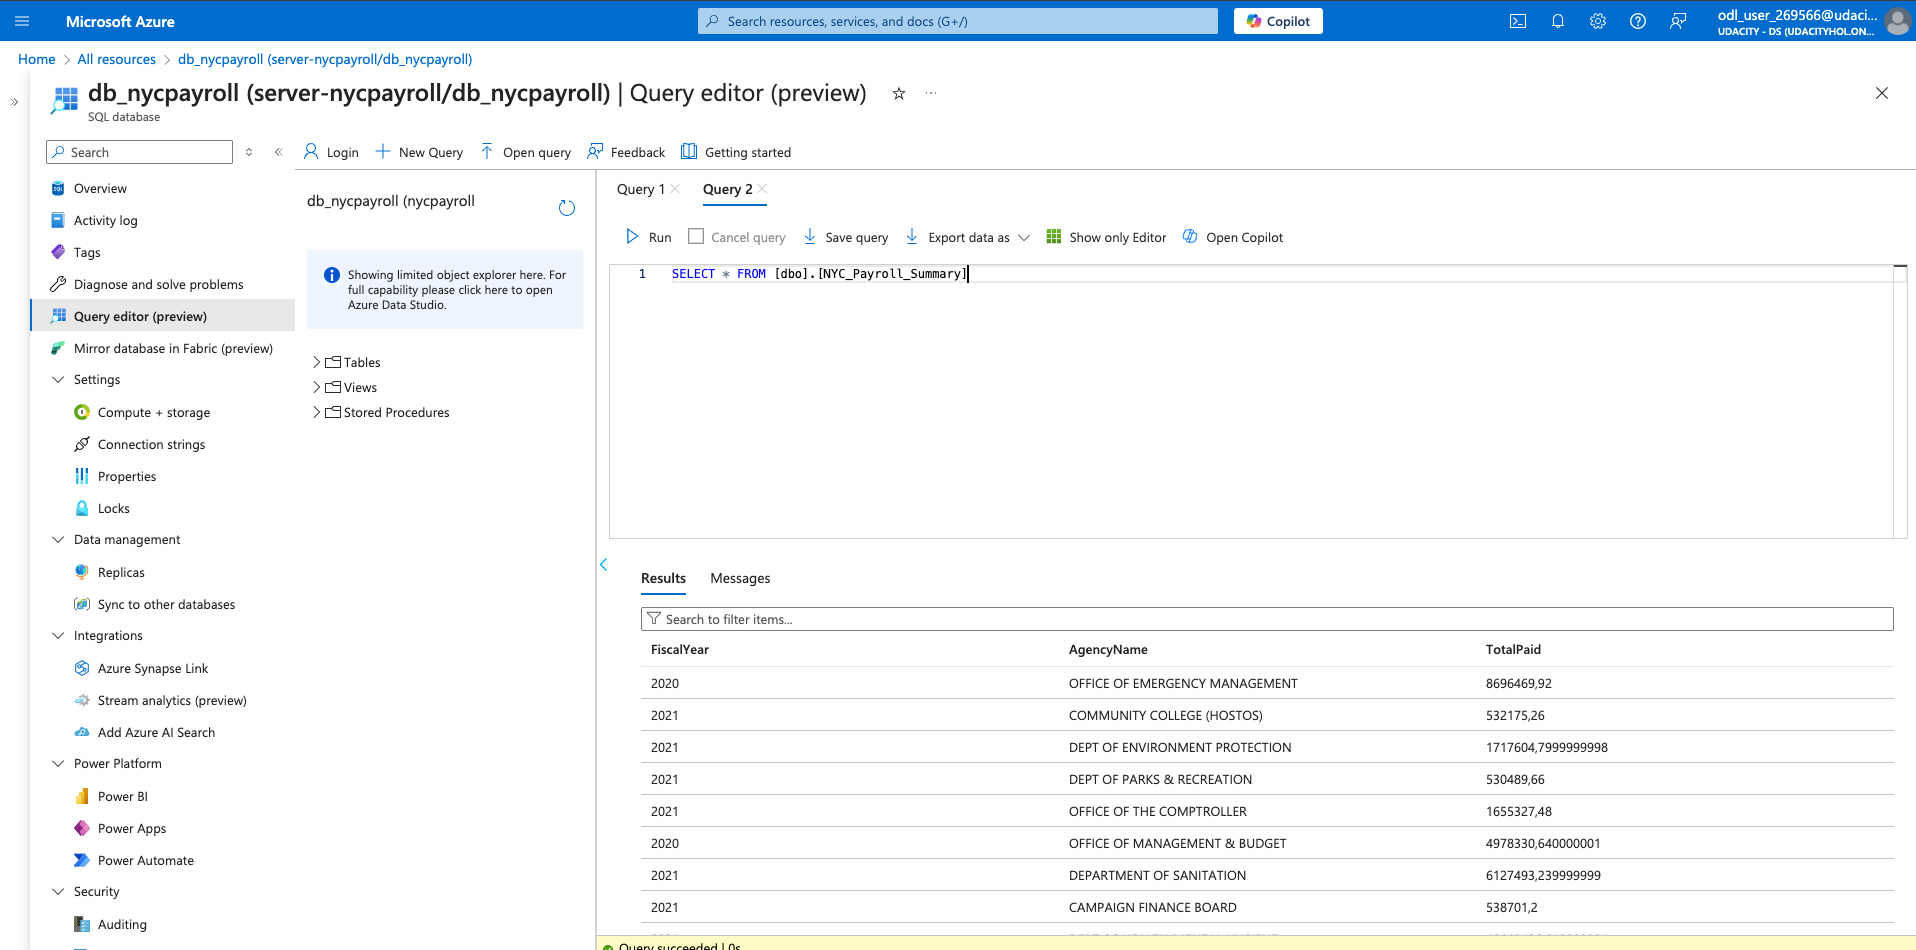 Microsoft Azure
Search resources, services, and docs (G+/)
Copilot
odl_user_269566@udaci...
UDACITY - DS (UDACITYHOL.ON...
Home > All resources > db_nycpayroll (server-nycpayroll/db_nycpayroll)
db_nycpayroll (server-nycpayroll/db_nycpayroll) | Query editor (preview)
SQL database
Search
Login
New Query
Open query
Feedback
Getting started
Overview
Activity log
Tags
Diagnose and solve problems
Query editor (preview)
Mirror database in Fabric (preview)
Settings
Compute + storage
Connection strings
Properties
Locks
Data management
Replicas
Sync to other databases
Integrations
Azure Synapse Link
Stream analytics (preview)
Add Azure AI Search
Power Platform
Power BI
Power Apps
Power Automate
Security
Auditing
db_nycpayroll (nycpayroll
Showing limited object explorer here. For
full capability please click here to open
Azure Data Studio.
Tables
Views
Stored Procedures
Query 1
Query 2
Run
Cancel query
Save query
Export data as
Show only Editor
Open Copilot
1 SELECT * FROM [dbo].[NYC_Payroll_Summary]
Results
Messages
Search to filter items...
FiscalYear AgencyName TotalPaid
2020 OFFICE OF EMERGENCY MANAGEMENT 8696469,92
2021 COMMUNITY COLLEGE (HOSTOS) 532175,26
2021 DEPT OF ENVIRONMENT PROTECTION 1717604,7999999998
2021 DEPT OF PARKS & RECREATION 530489,66
2021 OFFICE OF THE COMPTROLLER 1655327,48
2020 OFFICE OF MANAGEMENT & BUDGET 4978330,640000001
2021 DEPARTMENT OF SANITATION 6127493,239999999
2021 CAMPAIGN FINANCE BOARD 538701,2
Query succeeded | 0s